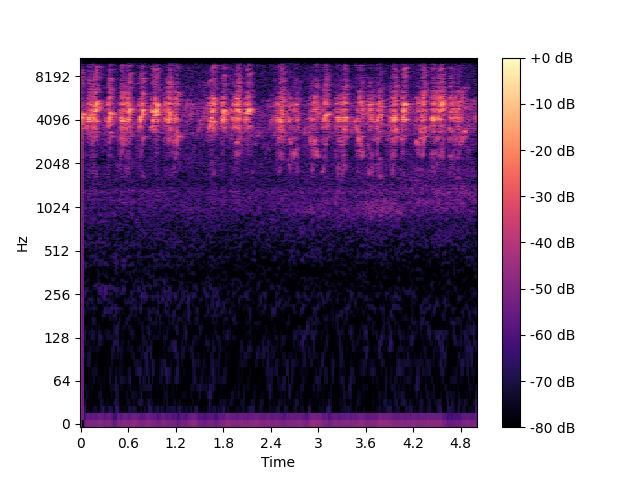 8192
4096
2048
1024
512
256
128
64
0
Hz
0 0.6 1.2 1.8 2.4 3 3.6 4.2 4.8
Time
+0 dB
-10 dB
-20 dB
-30 dB
-40 dB
-50 dB
-60 dB
-70 dB
-80 dB